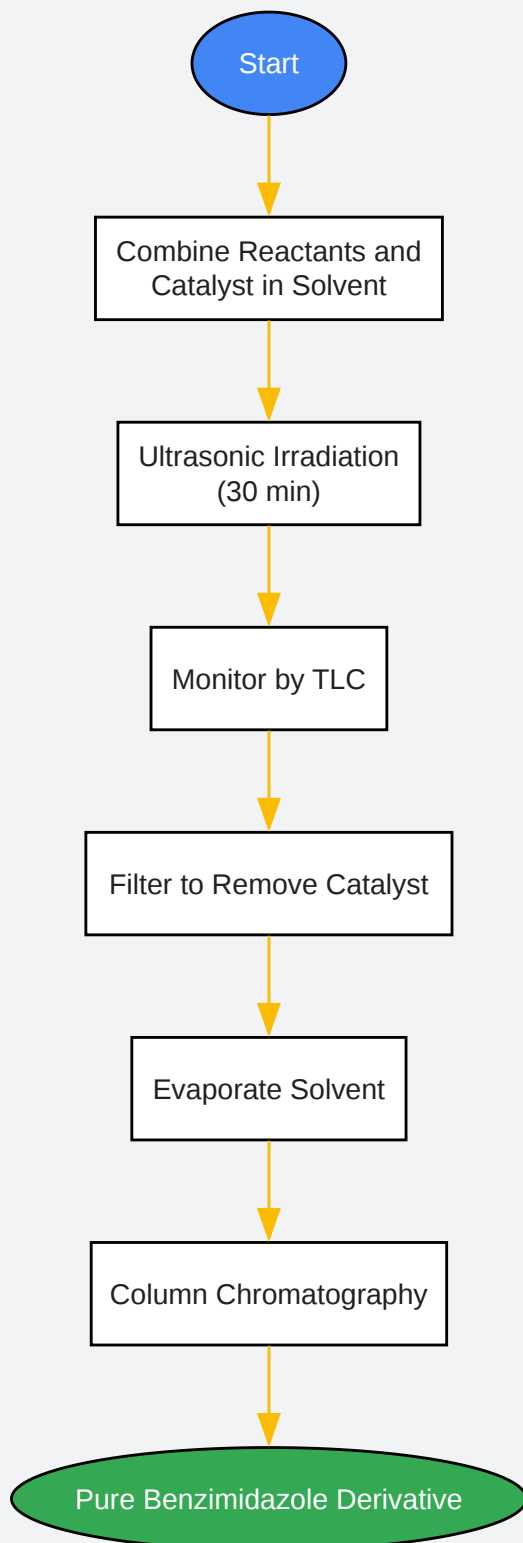 Start
Combine Reactants and
Catalyst in Solvent
Ultrasonic Irradiation
(30 min)
Monitor by TLC
Filter to Remove Catalyst
Evaporate Solvent
Column Chromatography
Pure Benzimidazole Derivative